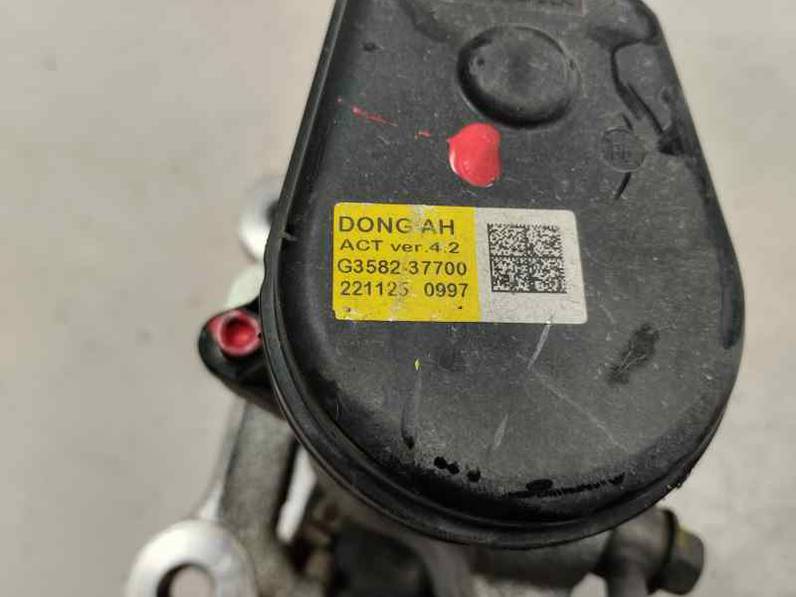 DONG AH
ACT ver.4.2
G3582-37700
221125 0997